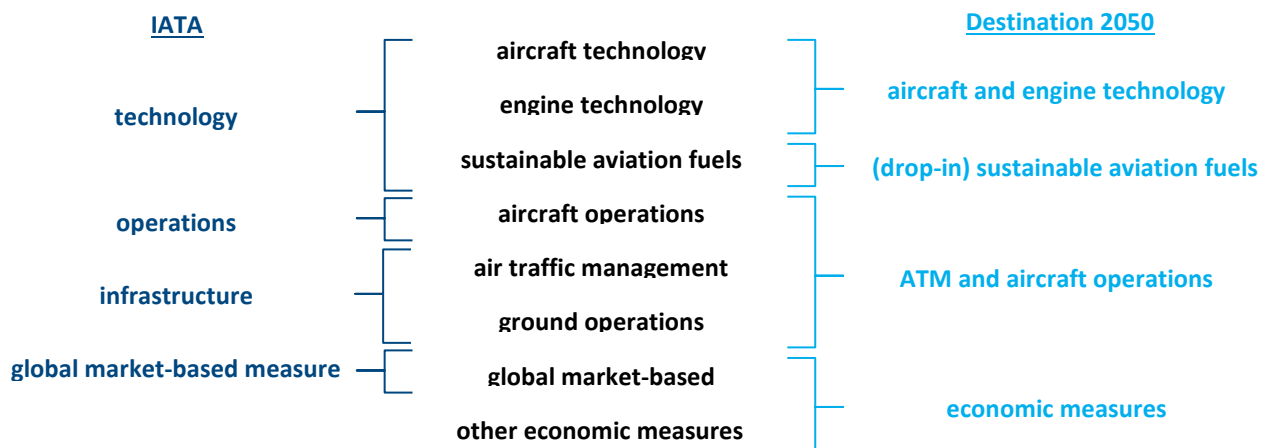 IATA
Destination 2050
aircraft technology
engine technology
sustainable aviation fuels
aircraft operations
air traffic management
ground operations
global market-based
other economic measures
technology
operations
infrastructure
global market-based measure
aircraft and engine technology
(drop-in) sustainable aviation fuels
ATM and aircraft operations
economic measures